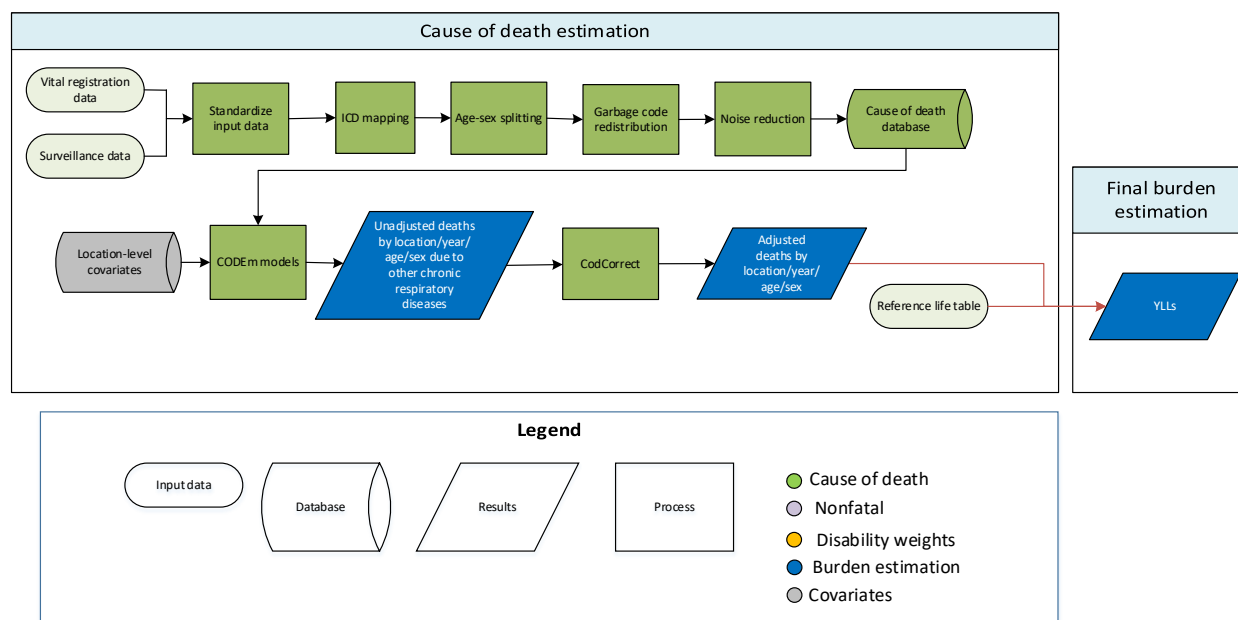 Cause of death estimation
Vital registration
data
Surveillance data
Standardize
input data
ICD mapping
Age-sex splitting
Garbage code
redistribution
Noise reduction
Cause of death
database
Location-level
covariates
CODEm models
Unadjusted deaths
by location/year/
age/sex due to
other chronic
respiratory
diseases
CodCorrect
Adjusted
deaths by
location/year/
age/sex
Reference life table
Final burden
estimation
YLLs
Legend
Input data
Database
Results
Process
Cause of death
Nonfatal
Disability weights
Burden estimation
Covariates